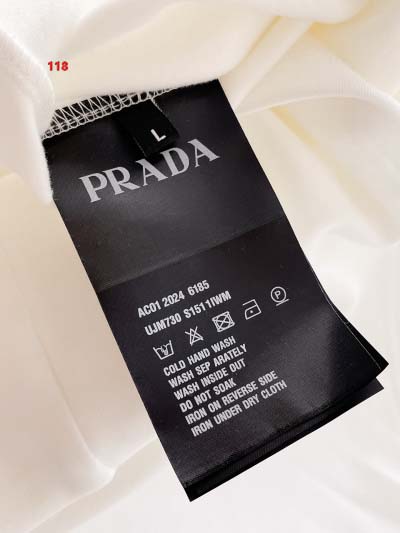 118
L
PRADA
AC01 2024 6185
UJM730 S151 1IWM
P
COLD HAND WASH
WASH SEP ARATELY
WASH INSIDE OUT
DO NOT SOAK
IRON ON REVERSE SIDE
IRON UNDER DRY CLOTH